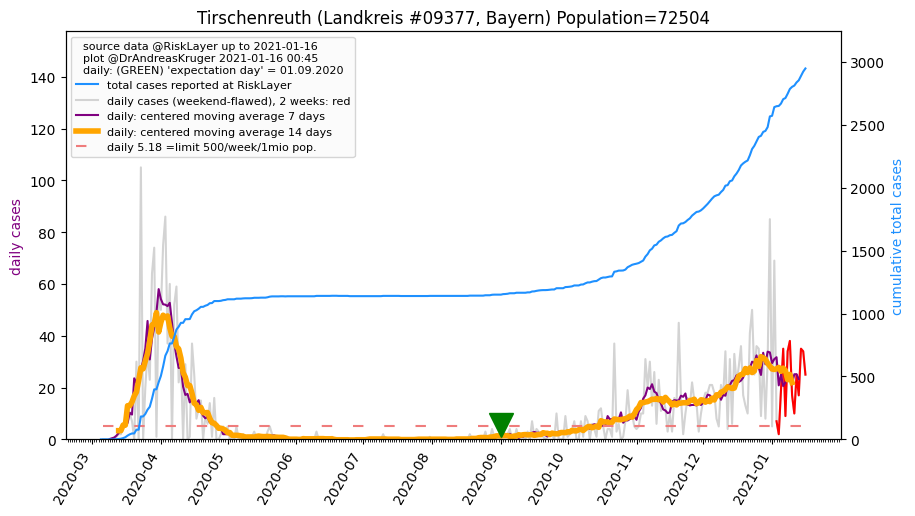 Tirschenreuth (Landkreis #09377, Bayern) Population=72504
source data @RiskLayer up to 2021-01-16
plot @DrAndreasKruger 2021-01-16 00:45
daily: (GREEN) 'expectation day' = 01.09.2020
total cases reported at RiskLayer
daily cases (weekend-flawed), 2 weeks: red
daily: centered moving average 7 days
daily: centered moving average 14 days
daily 5.18 =limit 500/week/1mio pop.
daily cases
140
120
100
80
60
40
20
0
cumulative total cases
3000
2500
2000
1500
1000
500
0
2020-03
2020-04
2020-05
2020-06
2020-07
2020-08
2020-09
2020-10
2020-11
2020-12
2021-01